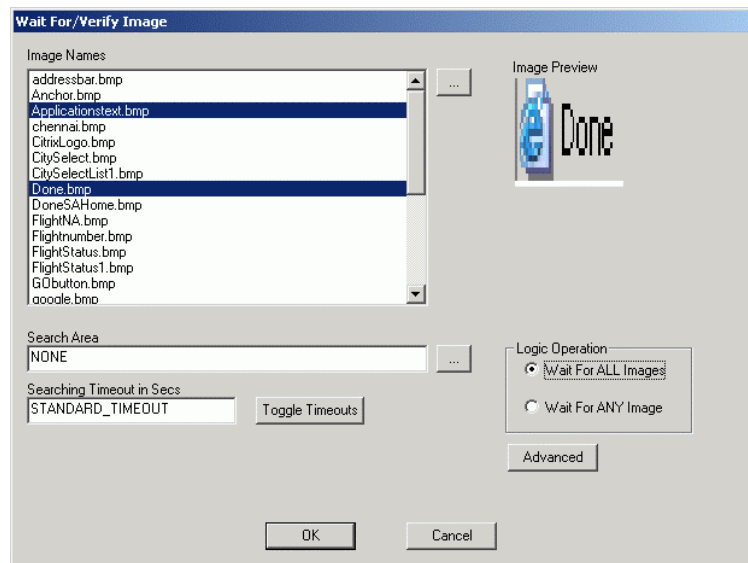 Wait For/Verify Image
Image Names
addressbar.bmp
Anchor.bmp
Applicationstext.bmp
chennai.bmp
CitrixLogo.bmp
CitySelect.bmp
CitySelectList1.bmp
Done.bmp
DoneSAHome.bmp
FlightNA.bmp
Flightnumber.bmp
FlightStatus.bmp
FlightStatus1.bmp
GObutton.bmp
google.bmp
...
Image Preview
Done
Search Area
NONE
...
Searching Timeout in Secs
STANDARD_TIMEOUT
Toggle Timeouts
Logic Operation
Wait For ALL Images
Wait For ANY Image
Advanced
OK
Cancel